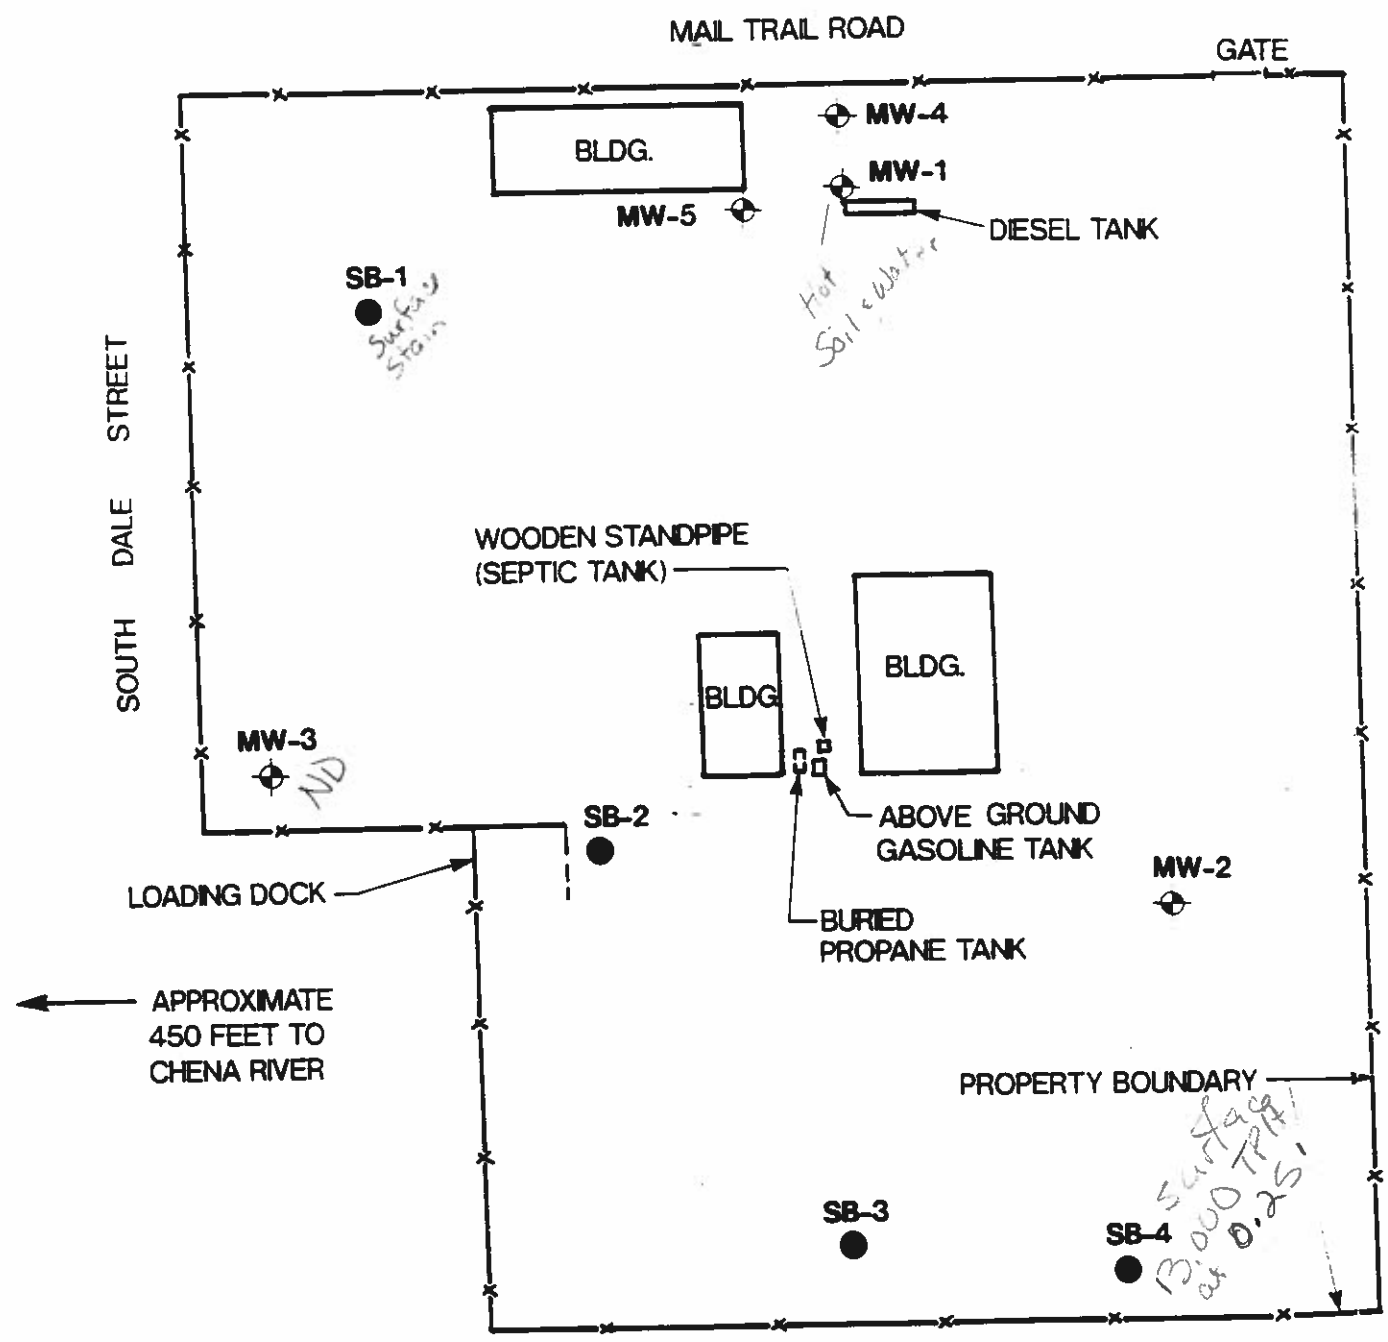 MAIL TRAIL ROAD
GATE
MW-4
BLDG.
MW-1
MW-5
DIESEL TANK
Hot
Soil & Water
SB-1
Surface
Stain
SOUTH DALE STREET
WOODEN STANDPIPE
(SEPTIC TANK)
BLDG.
BLDG
MW-3
ND
SB-2
ABOVE GROUND
GASOLINE TANK
MW-2
LOADING DOCK
BURIED
PROPANE TANK
APPROXIMATE
450 FEET TO
CHENA RIVER
PROPERTY BOUNDARY
Surface
13,000 TPH
at 0.25'
SB-3
SB-4